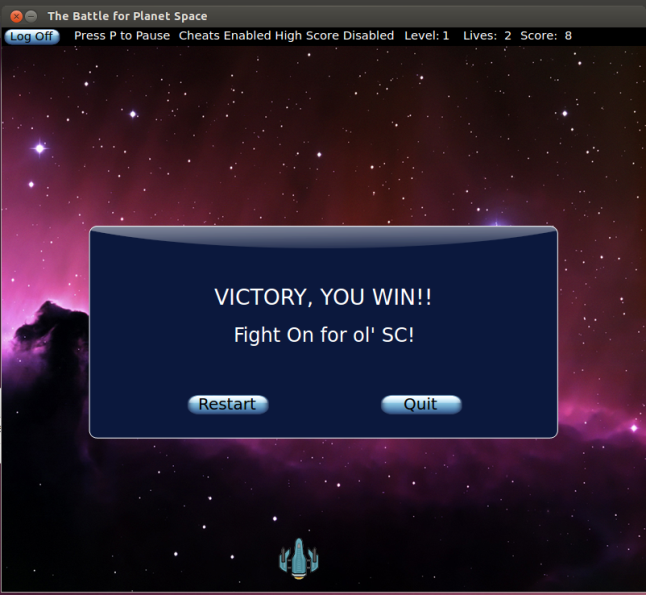 The Battle for Planet Space
Log Off Press P to Pause Cheats Enabled High Score Disabled Level: 1 Lives: 2 Score: 8
VICTORY, YOU WIN!!
Fight On for ol' SC!
Restart Quit